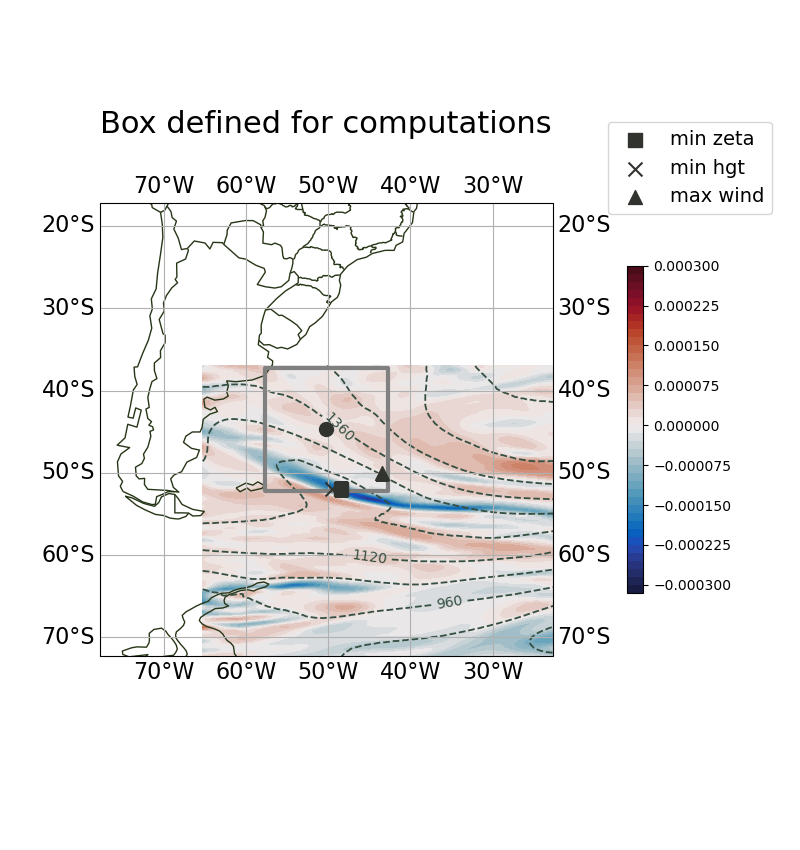 Box defined for computations
min zeta
min hgt
max wind
70°W 60°W 50°W 40°W 30°W
20°S 20°S
30°S 30°S
40°S 40°S
50°S 50°S
60°S 60°S
70°S 70°S
1360
1120
960
70°W 60°W 50°W 40°W 30°W
0.000300
0.000225
0.000150
0.000075
0.000000
−0.000075
−0.000150
−0.000225
−0.000300